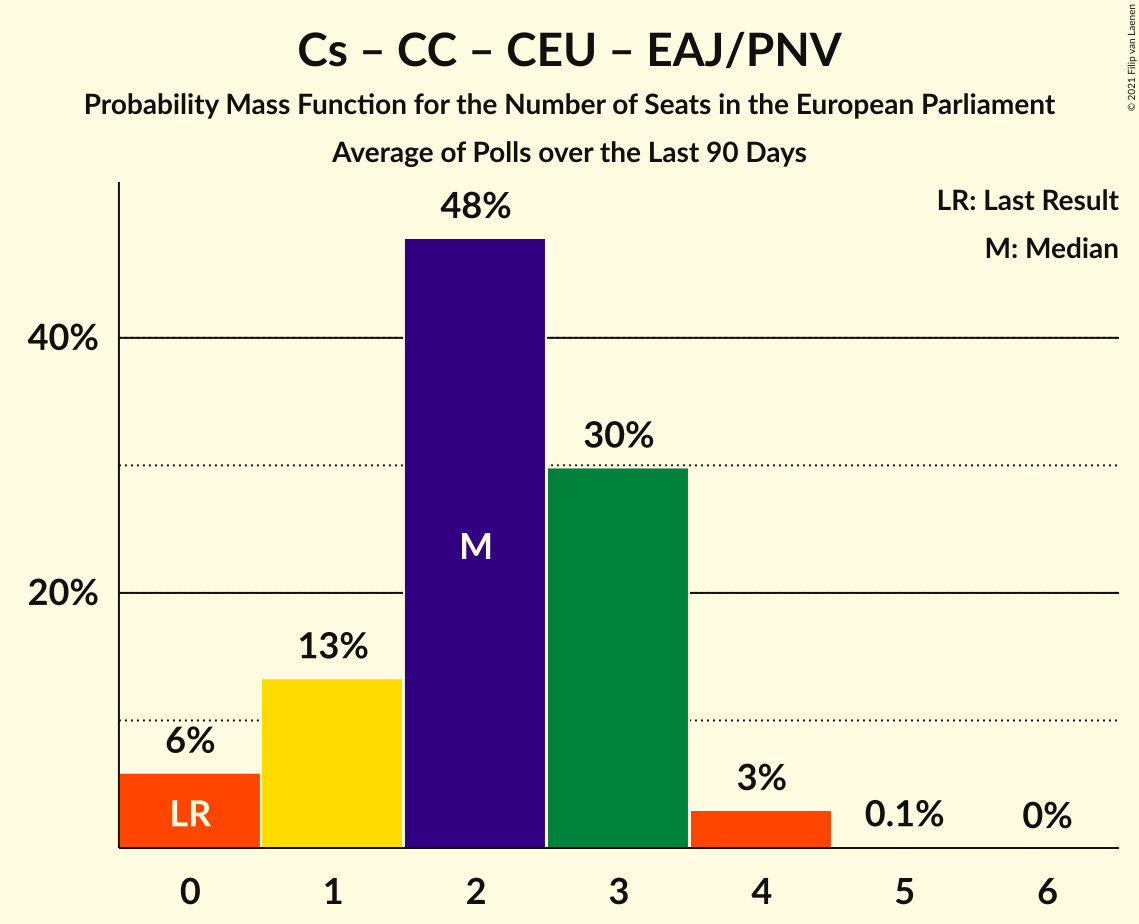 Cs – CC – CEU – EAJ/PNV
Probability Mass Function for the Number of Seats in the European Parliament
Average of Polls over the Last 90 Days
© 2021 Filip van Laenen
LR: Last Result
M: Median
48%
40%
30%
M
20%
13%
6%
3%
LR
0.1%
0%
0 1 2 3 4 5 6